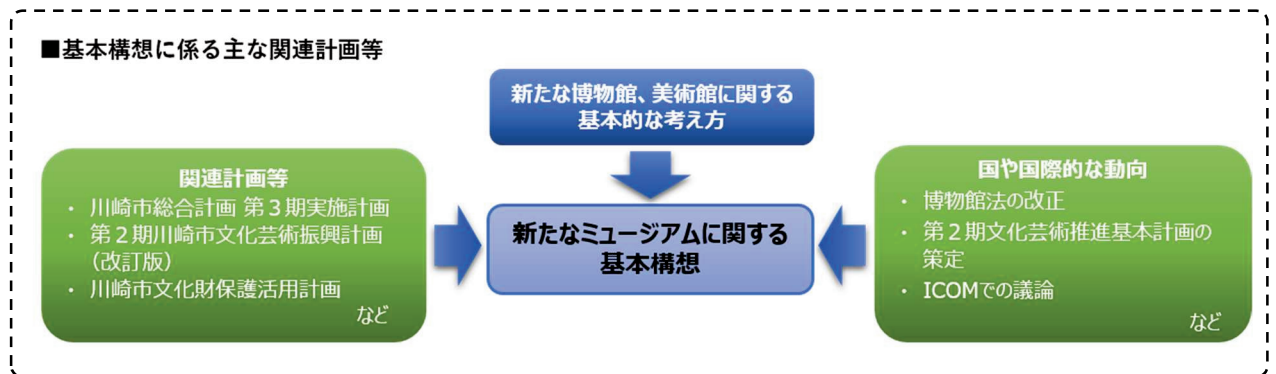 ■基本構想に係る主な関連計画等
新たな博物館、美術館に関する
基本的な考え方
関連計画等
・ 川崎市総合計画 第3期実施計画
・ 第2期川崎市文化芸術振興計画
（改訂版）
・ 川崎市文化財保護活用計画
など
新たなミュージアムに関する
基本構想
国や国際的な動向
・ 博物館法の改正
・ 第2期文化芸術推進基本計画の
策定
・ ICOMでの議論
など